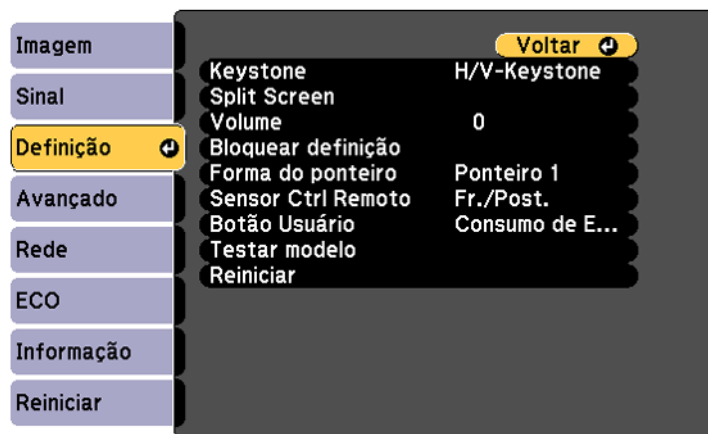 Imagem
Sinal
Definição
Avançado
Rede
ECO
Informação
Reiniciar
Voltar
Keystone H/V-Keystone
Split Screen
Volume 0
Bloquear definição
Forma do ponteiro Ponteiro 1
Sensor Ctrl Remoto Fr./Post.
Botão Usuário Consumo de E...
Testar modelo
Reiniciar